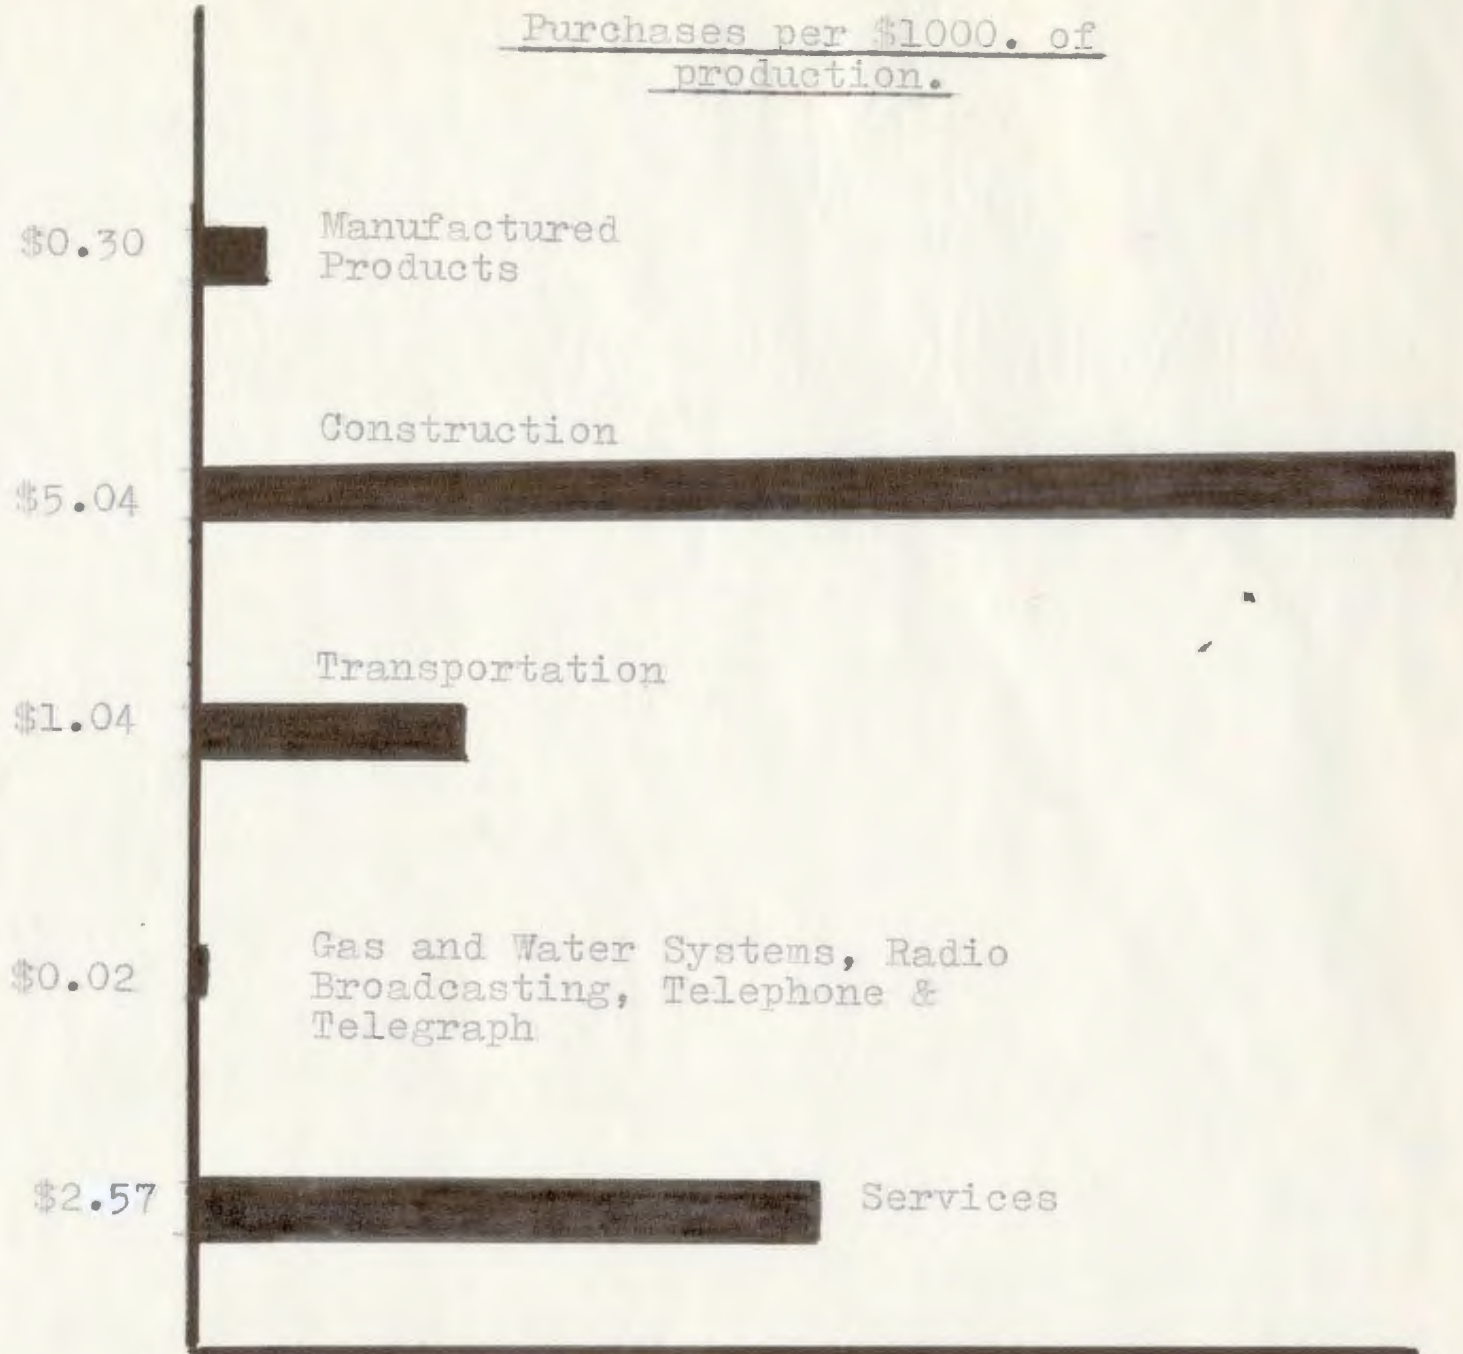 Purchases per $1000. of
production.
$0.30
Manufactured
Products
Construction
$5.04
Transportation
$1.04
Gas and Water Systems, Radio
$0.02
Broadcasting, Telephone &
Telegraph
$2.57
Services